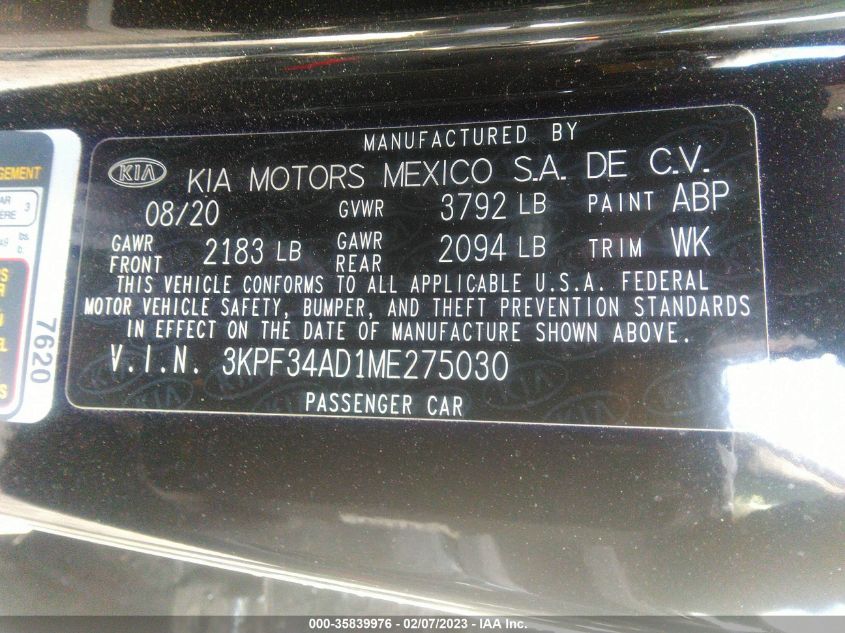 MANUFACTURED BY
KIA
KIA MOTORS MEXICO S.A. DE C.V.
08/20 GVWR 3792 LB PAINT ABP
GAWR FRONT 2183 LB GAWR REAR 2094 LB TRIM WK
THIS VEHICLE CONFORMS TO ALL APPLICABLE U.S.A. FEDERAL
MOTOR VEHICLE SAFETY, BUMPER, AND THEFT PREVENTION STANDARDS
IN EFFECT ON THE DATE OF MANUFACTURE SHOWN ABOVE.
V.I.N. 3KPF34AD1ME275030
PASSENGER CAR
7620
000-35839976 - 02/07/2023 - IAA Inc.